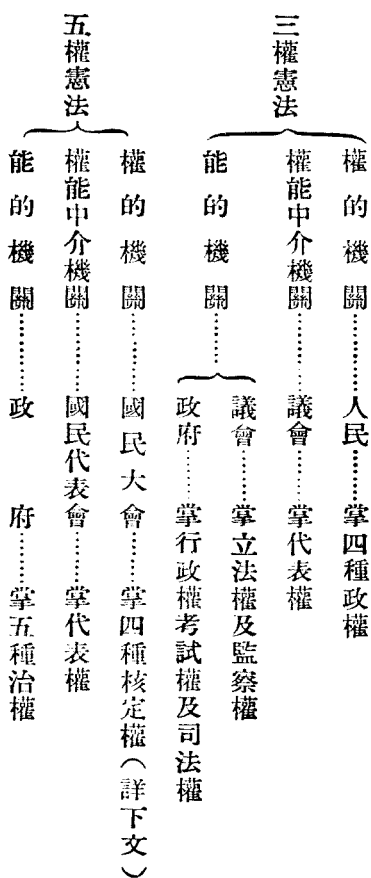 三權憲法
權的機關…………人民………掌四種政權
權能中介機關…………議會………掌代表權
能的機關………
議會………掌立法權及監察權
政府………掌行政權考試權及司法權
五權憲法
權的機關…………國民大會………掌四種核定權(詳下文)
權能中介機關…………國民代表會………掌代表權
能的機關…………政府………掌五種治權